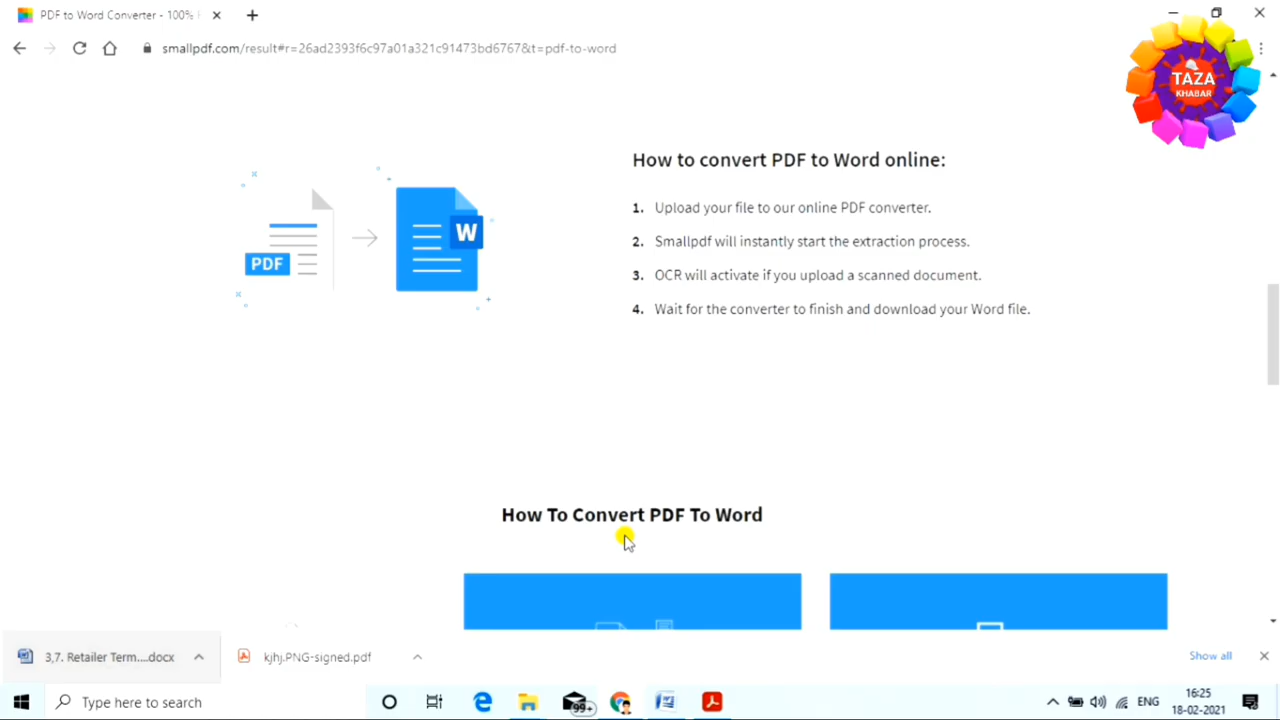 PDF to Word Converter - 100%
smallpdf.com/result#r=26ad2393f6c97a01a321c91473bd6767&t=pdf-to-word
TAZA
KHABAR
How to convert PDF to Word online:
1. Upload your file to our online PDF converter.
2. Smallpdf will instantly start the extraction process.
3. OCR will activate if you upload a scanned document.
4. Wait for the converter to finish and download your Word file.
PDF
W
How To Convert PDF To Word
3,7. Retailer Term....docx
kjhj.PNG-signed.pdf
Show all
Type here to search
99+
ENG
16:25
18-02-2021